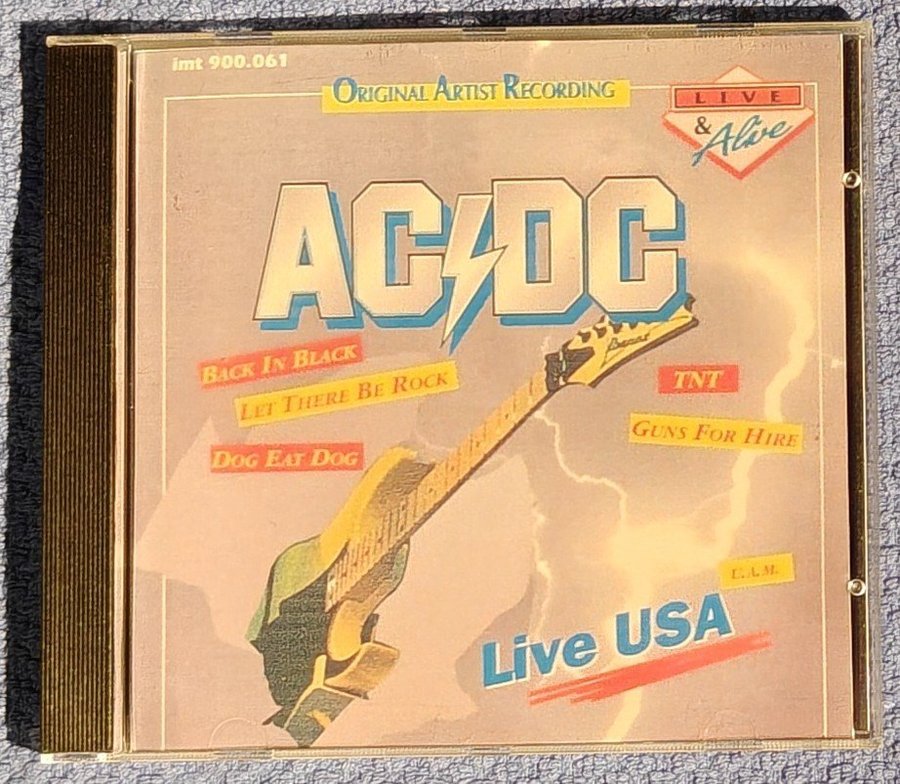 imt 900.061
ORIGINAL ARTIST RECORDING
LIVE
& Alive
AC DC
Ibanez
BACK IN BLACK
LET THERE BE ROCK
TNT
GUNS FOR HIRE
DOG EAT DOG
U.A.M.
Live USA